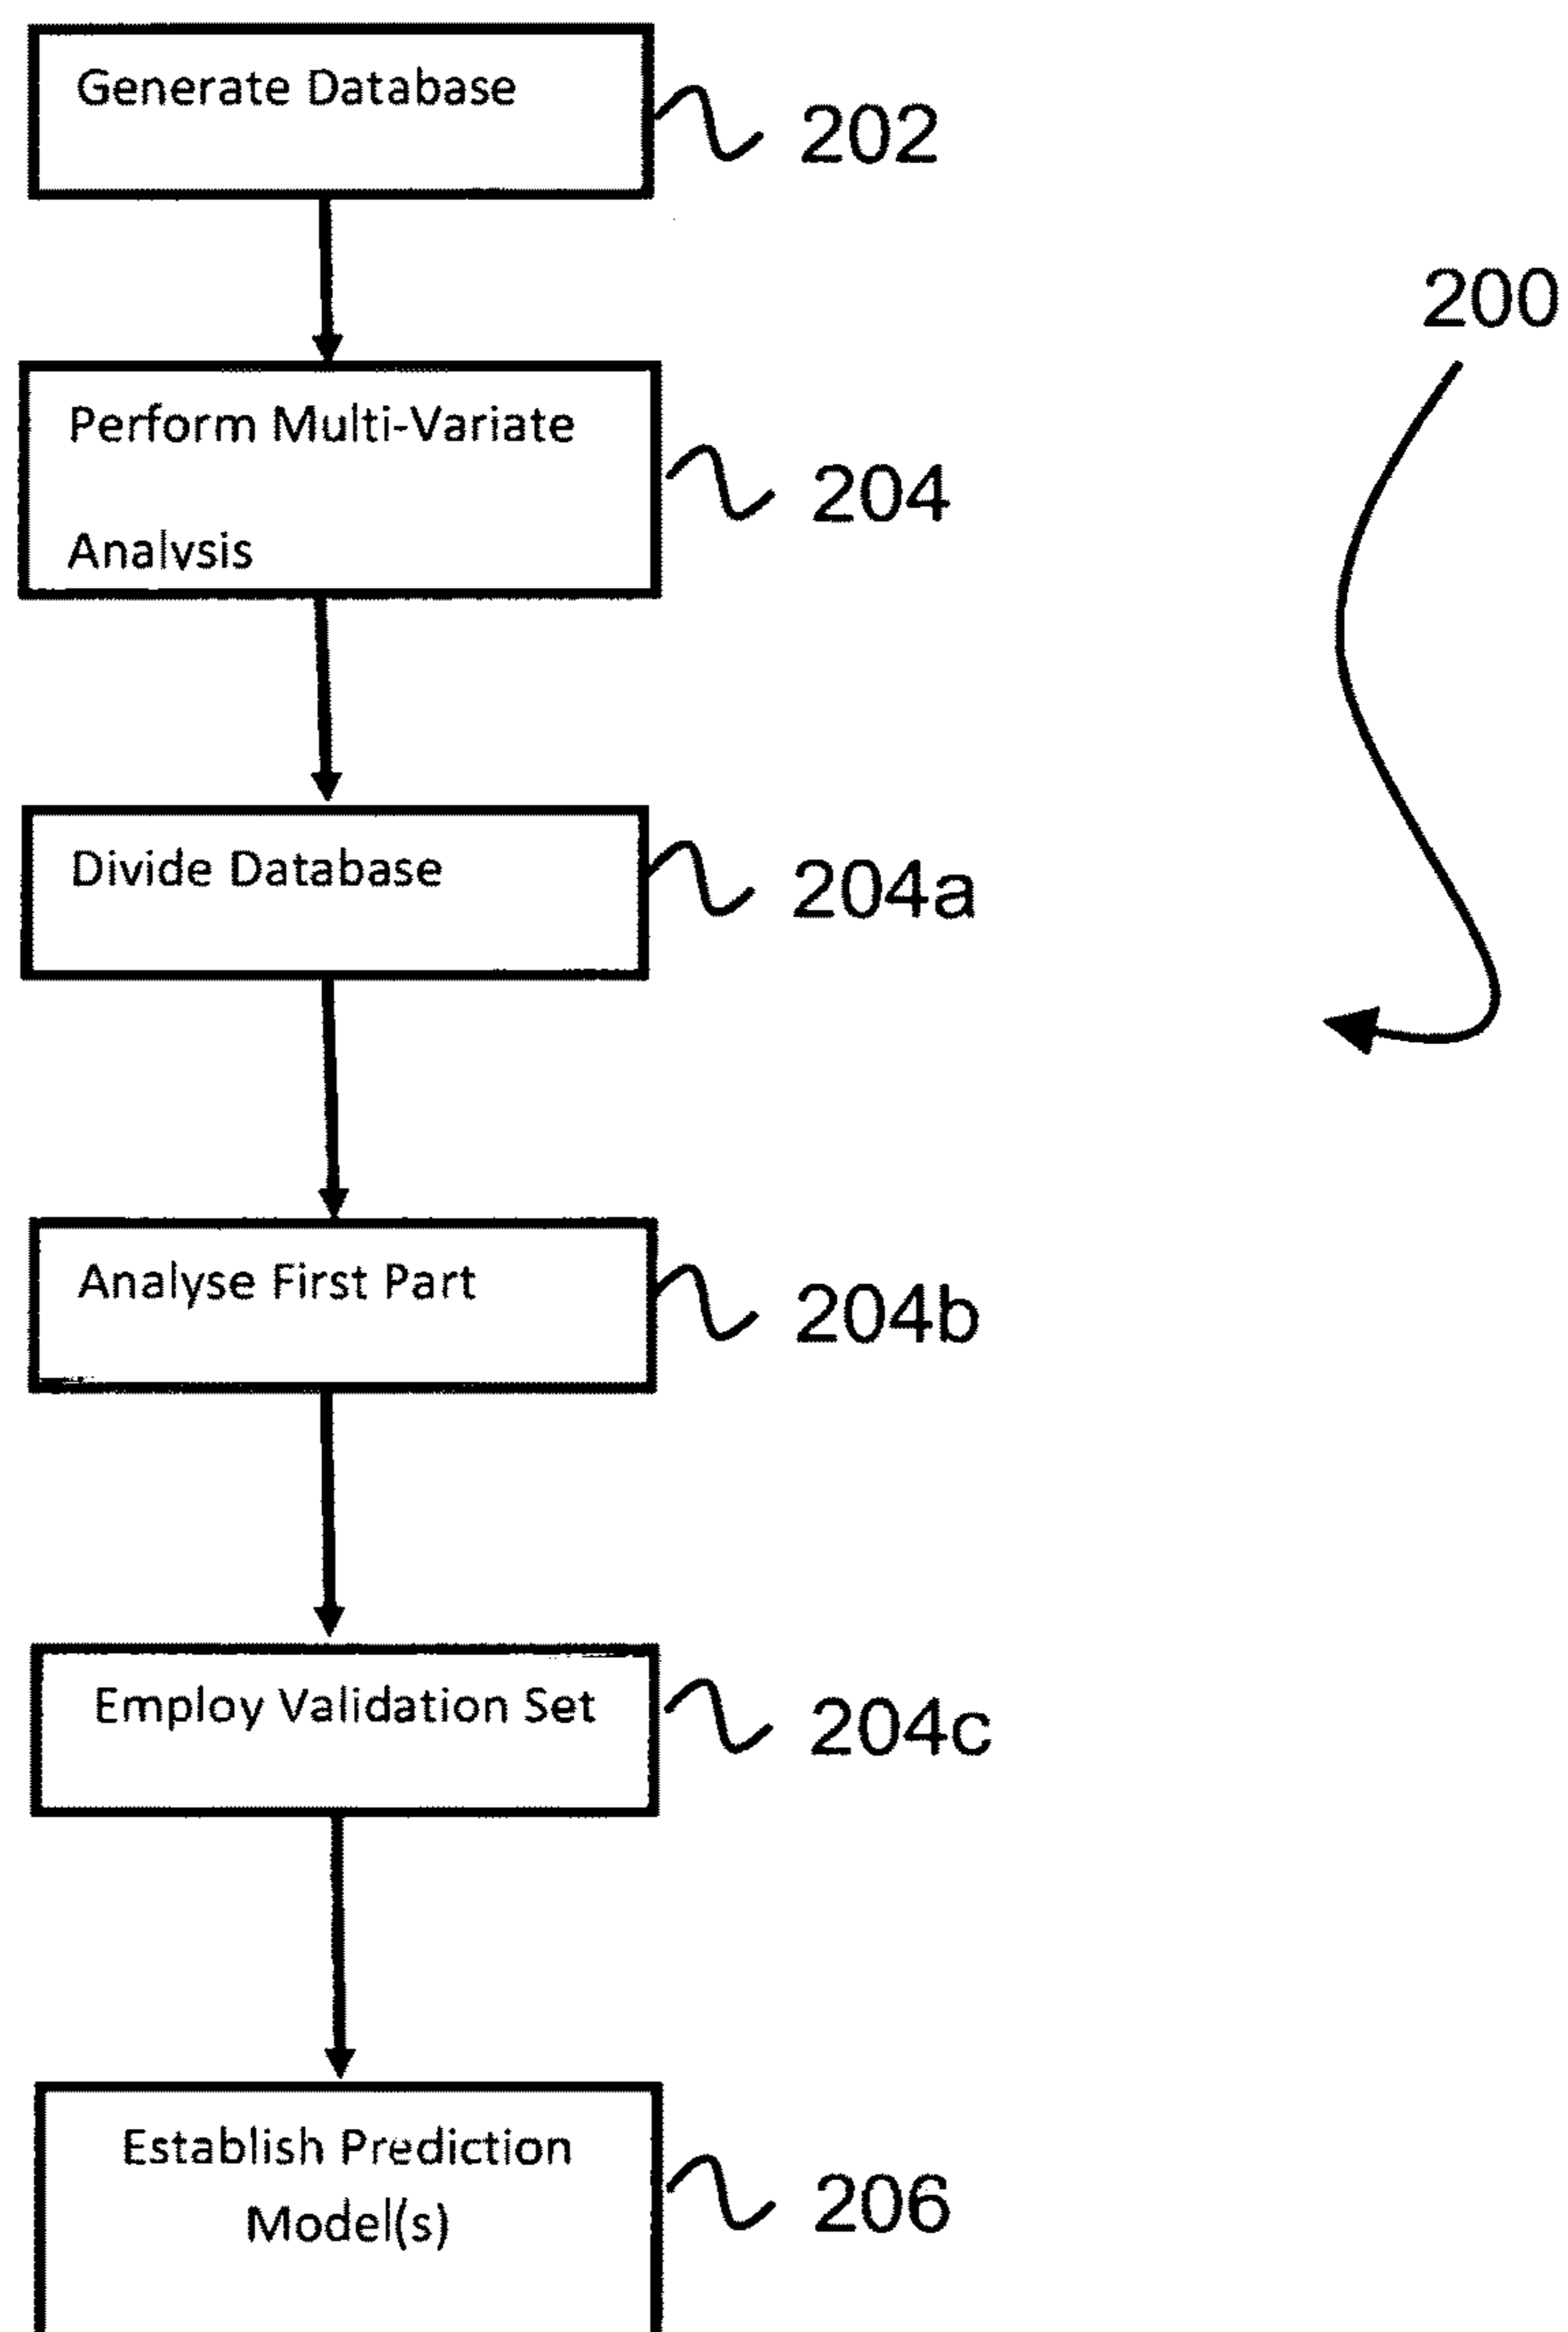 Generate Database
202
200
Perform Multi-Variate
204
Analysis
Divide Database
204a
Analyse First Part
204b
Employ Validation Set
204c
Establish Prediction
Model(s)
206